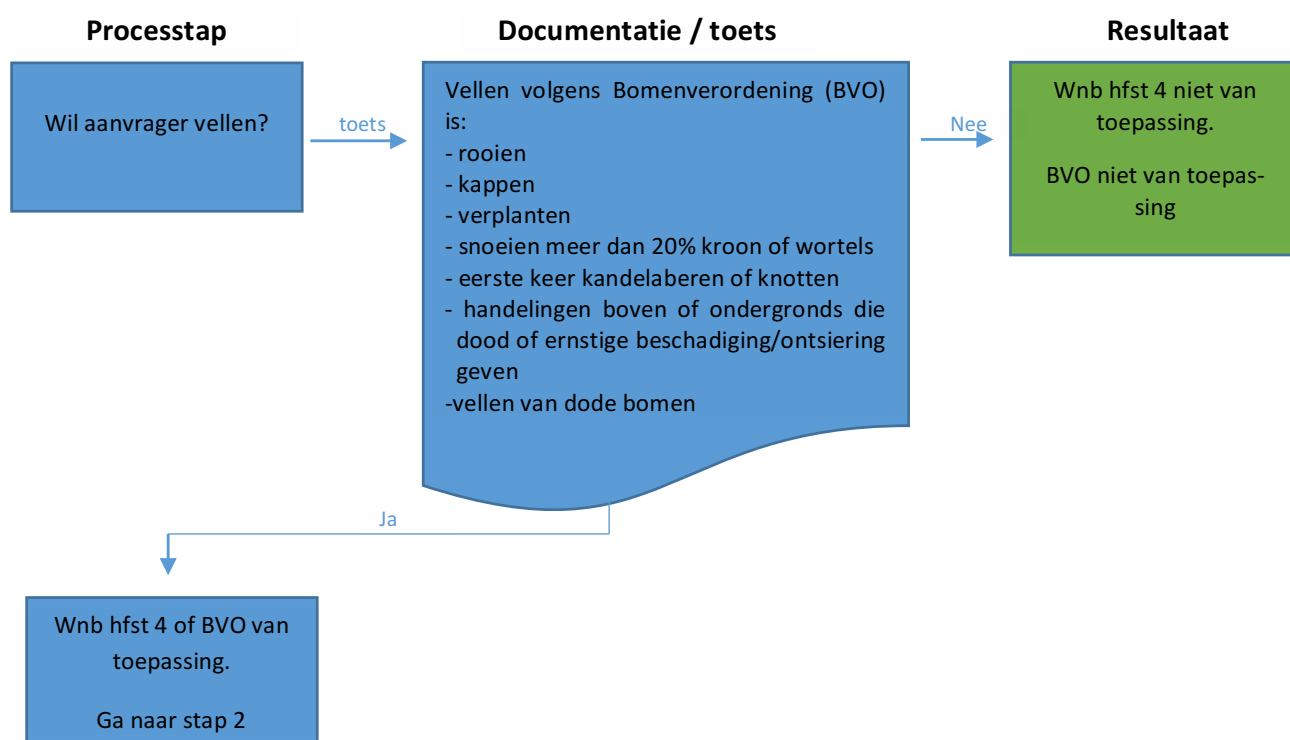 Processtap
Documentatie / toets
Resultaat
Wil aanvrager vellen?
toets
Vellen volgens Bomenverordening (BVO)
is:
- rooien
- kappen
- verplanten
- snoeien meer dan 20% kroon of wortels
- eerste keer kandelaberen of knotten
- handelingen boven of ondergronds die
dood of ernstige beschadiging/ontsiering
geven
-vellen van dode bomen
Nee
Wnb hfst 4 niet van
toepassing.
BVO niet van toepas-
sing
Ja
Wnb hfst 4 of BVO van
toepassing.
Ga naar stap 2